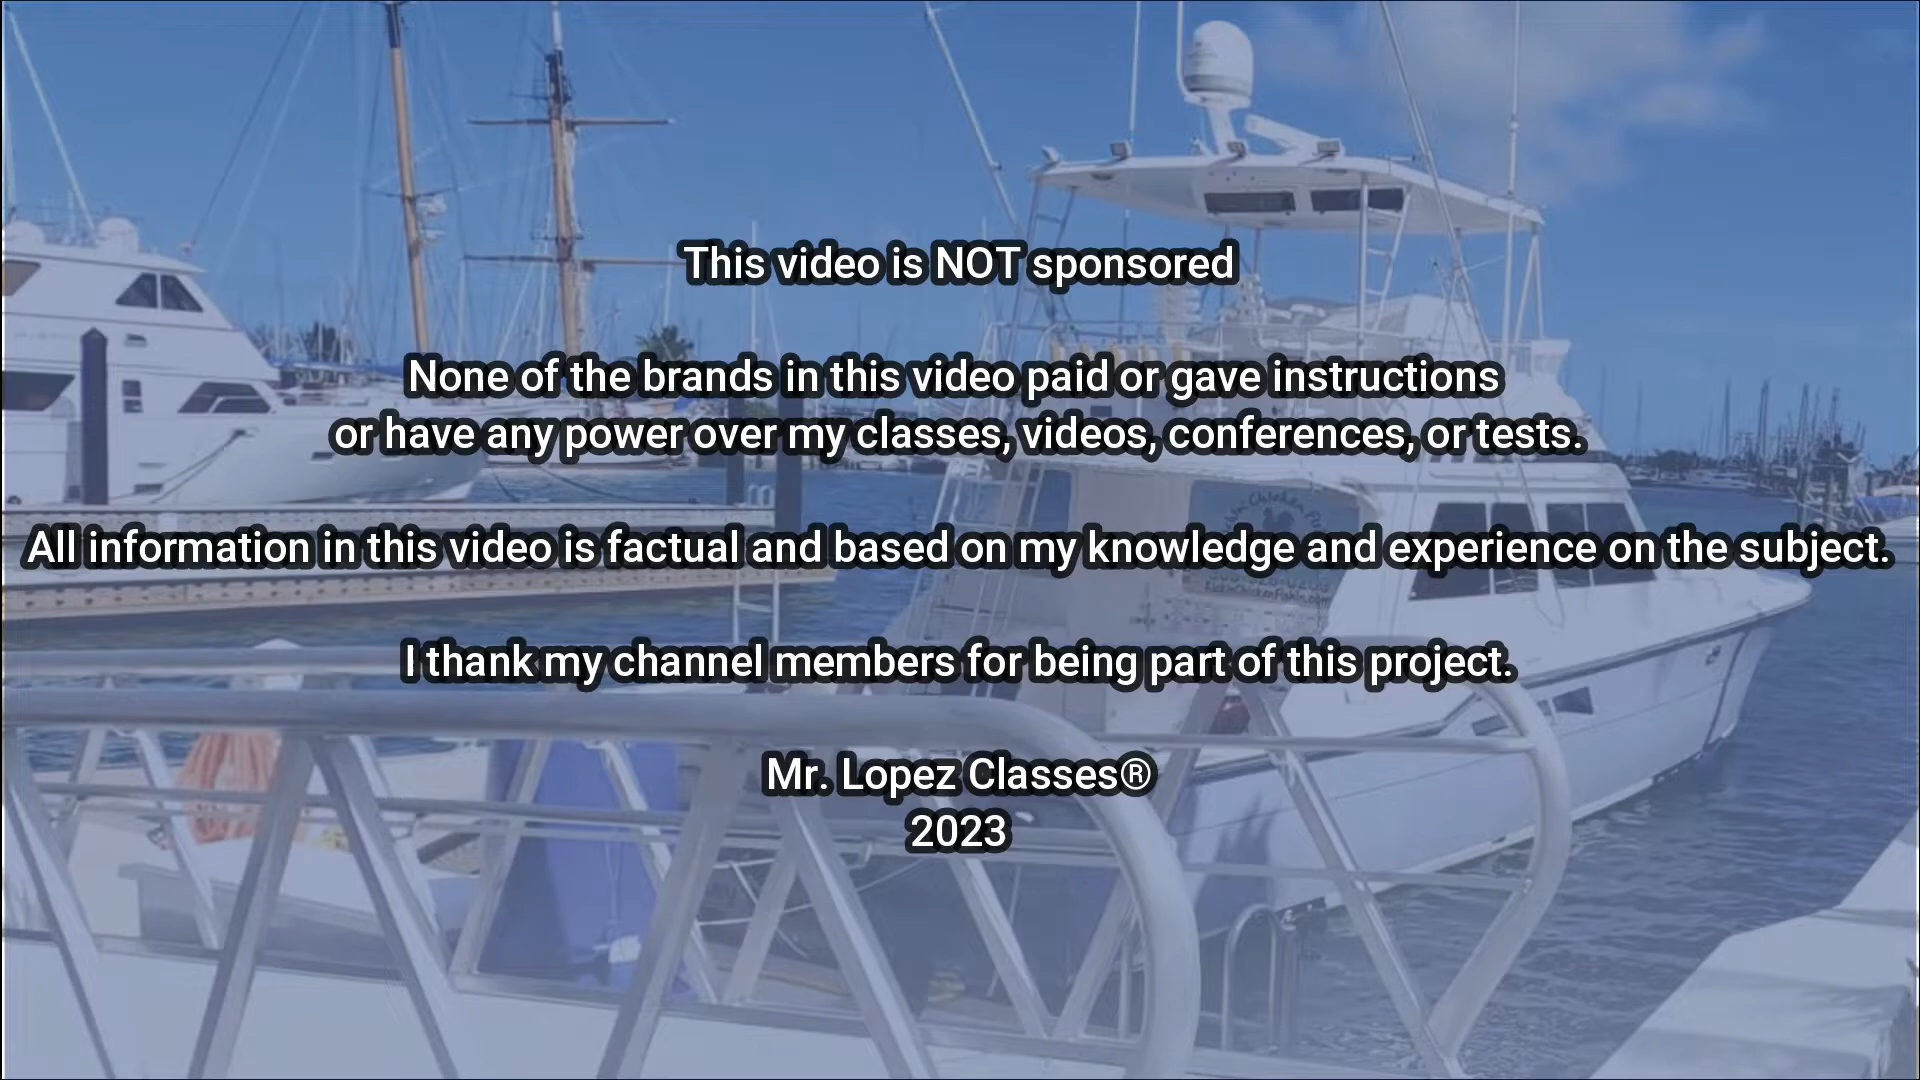 This video is NOT sponsored
None of the brands in this video paid or gave instructions
or have any power over my classes, videos, conferences, or tests.
All information in this video is factual and based on my knowledge and experience on the subject.
I thank my channel members for being part of this project.
Mr. Lopez Classes®
2023